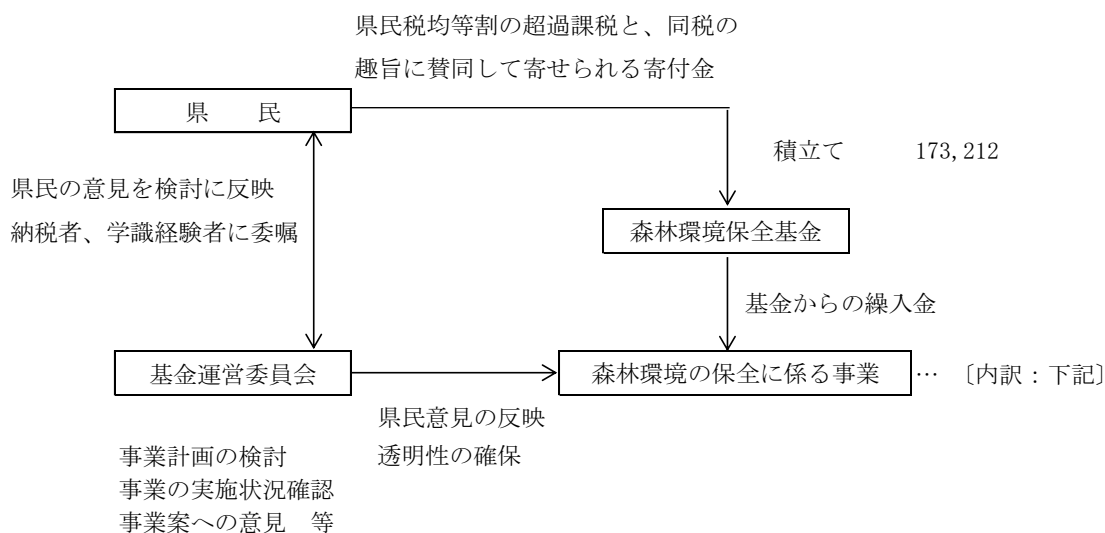 県民税均等割の超過課税と、同税の
趣旨に賛同して寄せられる寄付金
県　　民
積立て　　　173,212
県民の意見を検討に反映
納税者、学識経験者に委嘱
森林環境保全基金
基金からの繰入金
基金運営委員会
森林環境の保全に係る事業
… 〔内訳：下記〕
県民意見の反映
透明性の確保
事業計画の検討
事業の実施状況確認
事業案への意見　等